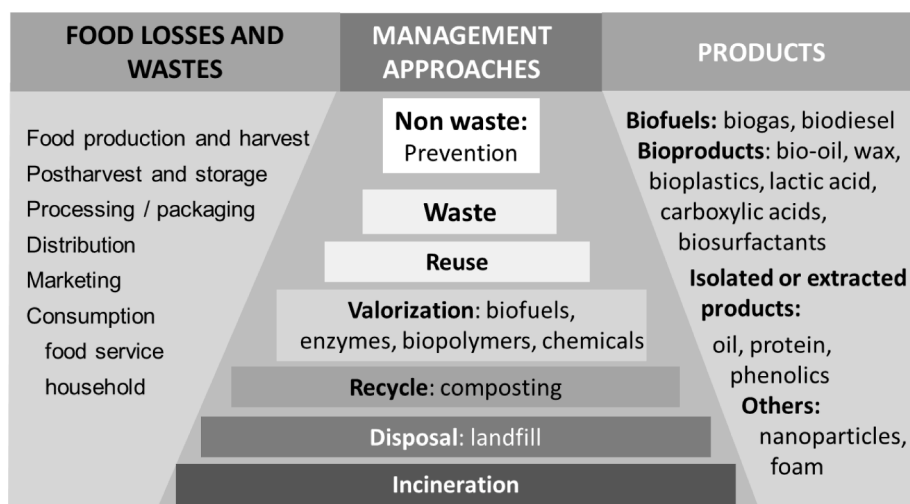 FOOD LOSSES AND
WASTES
Food production and harvest
Postharvest and storage
Processing / packaging
Distribution
Marketing
Consumption
food service
household
MANAGEMENT
APPROACHES
Non waste:
Prevention
Waste
Reuse
Valorization: biofuels,
enzymes, biopolymers, chemicals
Recycle: composting
Disposal: landfill
Incineration
PRODUCTS
Biofuels: biogas, biodiesel
Bioproducts: bio-oil, wax,
bioplastics, lactic acid,
carboxylic acids,
biosurfactants
Isolated or extracted
products:
oil, protein,
phenolics
Others:
nanoparticles,
foam